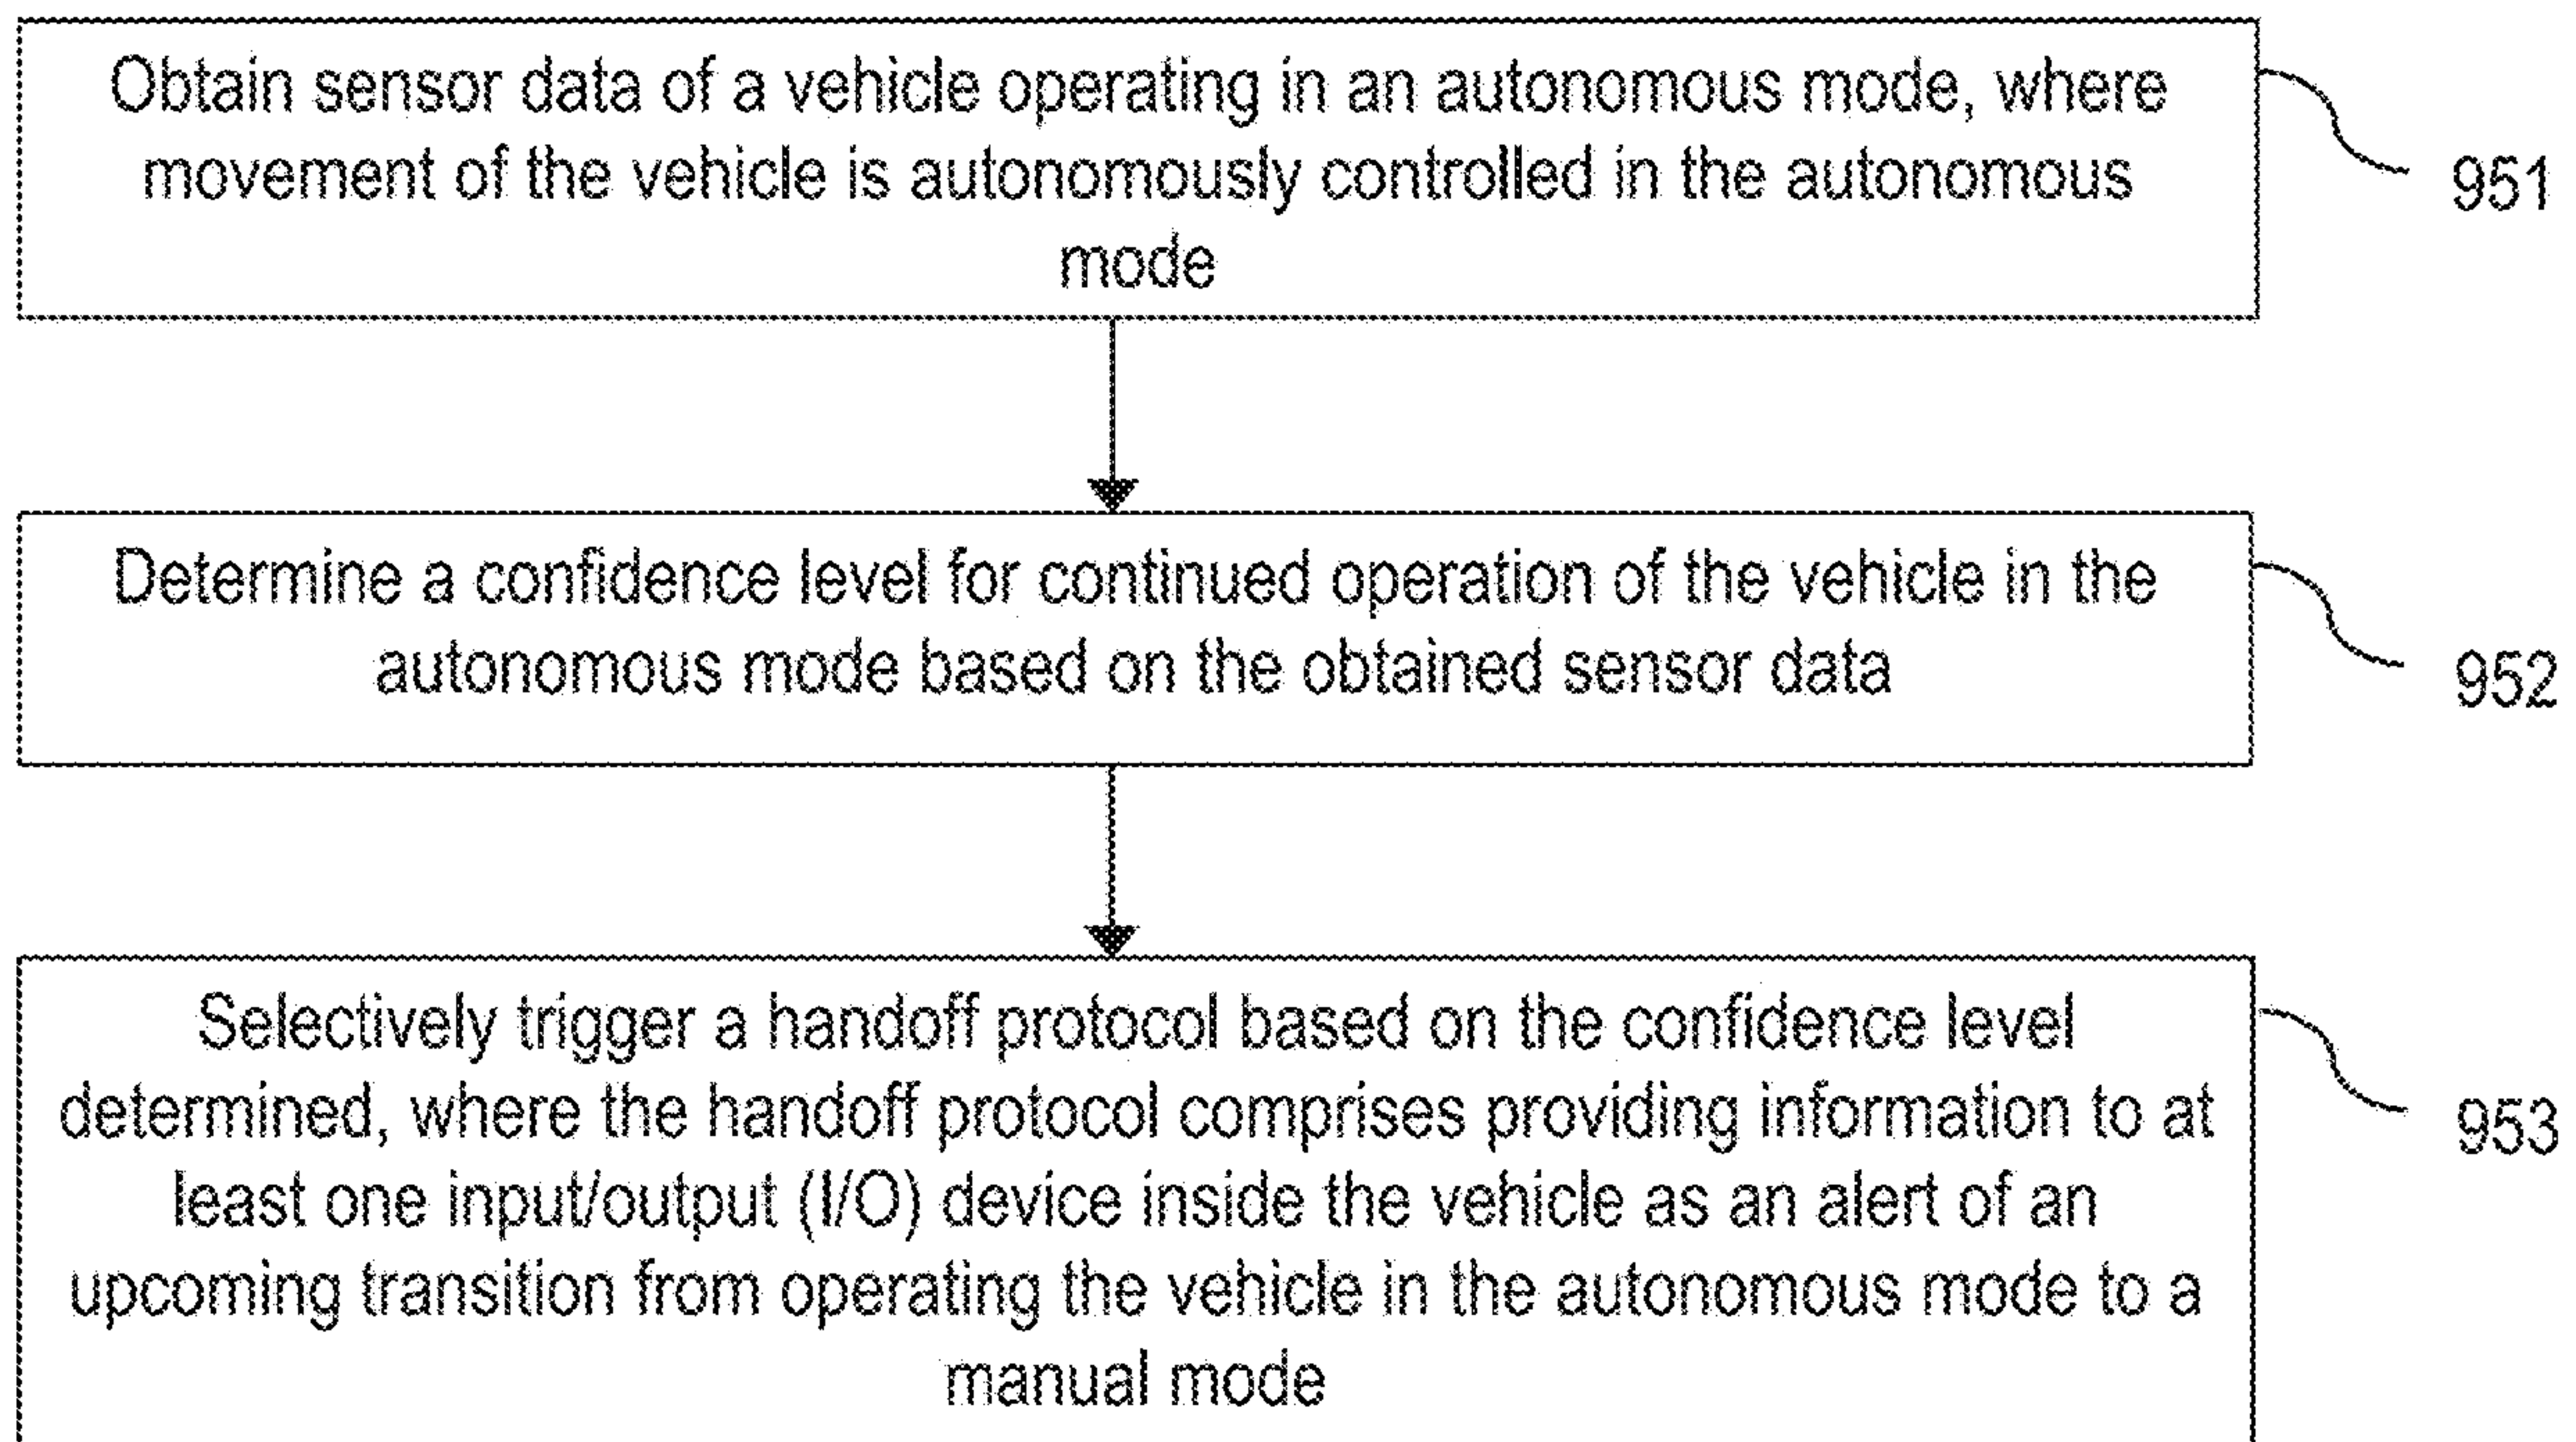 Obtain sensor data of a vehicle operating in an autonomous mode, where
movement of the vehicle is autonomously controlled in the autonomous
mode
951
Determine a confidence level for continued operation of the vehicle in the
autonomous mode based on the obtained sensor data
952
Selectively trigger a handoff protocol based on the confidence level
determined, where the handoff protocol comprises providing information to at
least one input/output (I/O) device inside the vehicle as an alert of an
upcoming transition from operating the vehicle in the autonomous mode to a
manual mode
953